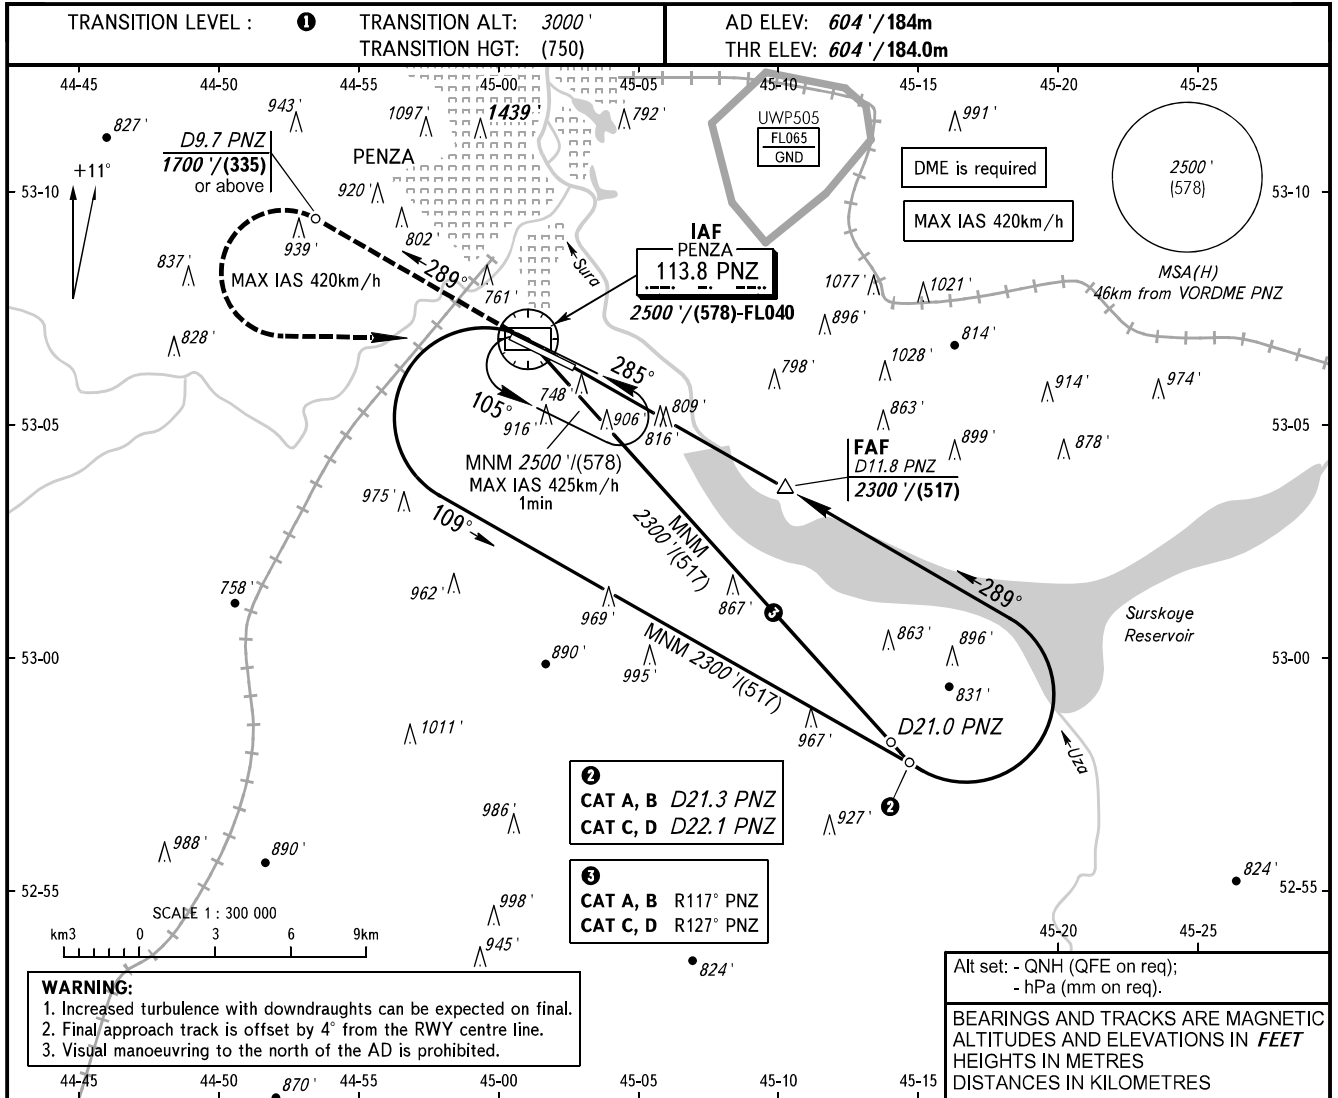 TRANSITION LEVEL : 1 TRANSITION ALT: 3000'
TRANSITION HGT: (750)
AD ELEV: 604'/184m
THR ELEV: 604'/184.0m
44-45 44-50 44-55 45-00 45-05 45-10 45-15 45-20 45-25
827'
943'
1097'
1439'
792'
991'
D9.7 PNZ
1700'/(335)
or above
PENZA
UWP505
FL065
GND
DME is required
MAX IAS 420km/h
2500'
(578)
MSA(H)
46km from VORDME PNZ
+11°
53-10
53-10
920'
802'
939'
837'
MAX IAS 420km/h
289°
761'
Sura
IAF
PENZA
113.8 PNZ
2500'/(578)-FL040
1077'
1021'
896'
814'
828'
798'
1028'
914'
974'
285°
105°
748'
906'
809'
916'
816'
863'
53-05
53-05
899'
878'
MNM 2500'/(578)
MAX IAS 425km/h
1min
FAF
D11.8 PNZ
2300'/(517)
975'
109°
MNM
2300'/(517)
289°
758'
962'
969'
867'
3
Surskoye
Reservoir
MNM 2300'/(517)
863'
896'
53-00
53-00
890'
995'
831'
1011'
967'
D21.0 PNZ
Uza
2
CAT A, B D21.3 PNZ
CAT C, D D22.1 PNZ
2
927'
986'
988'
890'
3
CAT A, B R117° PNZ
CAT C, D R127° PNZ
824'
52-55
52-55
SCALE 1 : 300 000
km3 0 3 6 9km
998'
945'
824'
45-20 45-25
WARNING:
1. Increased turbulence with downdraughts can be expected on final.
2. Final approach track is offset by 4° from the RWY centre line.
3. Visual manoeuvring to the north of the AD is prohibited.
Alt set: - QNH (QFE on req);
- hPa (mm on req).
BEARINGS AND TRACKS ARE MAGNETIC
ALTITUDES AND ELEVATIONS IN FEET
HEIGHTS IN METRES
DISTANCES IN KILOMETRES
44-45 44-50 44-55 45-00 45-05 45-10 45-15
870'